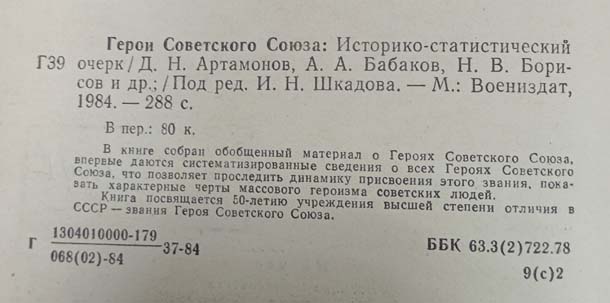 Герои Советского Союза: Историко-статистический
Г39 очерк / Д. Н. Артамонов, А. А. Бабаков, Н. В. Бори-
сов и др.; / Под ред. И. Н. Шкадова. — М.: Воениздат,
1984. — 288 с.
В пер.: 80 к.
В книге собран обобщенный материал о Героях Советского Союза,
впервые даются систематизированные сведения о всех Героях Советского
Союза, что позволяет проследить динамику присвоения этого звания, пока-
зать характерные черты массового героизма советских людей.
Книга посвящается 50-летию учреждения высшей степени отличия в
СССР — звания Героя Советского Союза.
Г 1304010000-179
068(02)-84 37-84
ББК 63.3(2)722.78
9(с)2